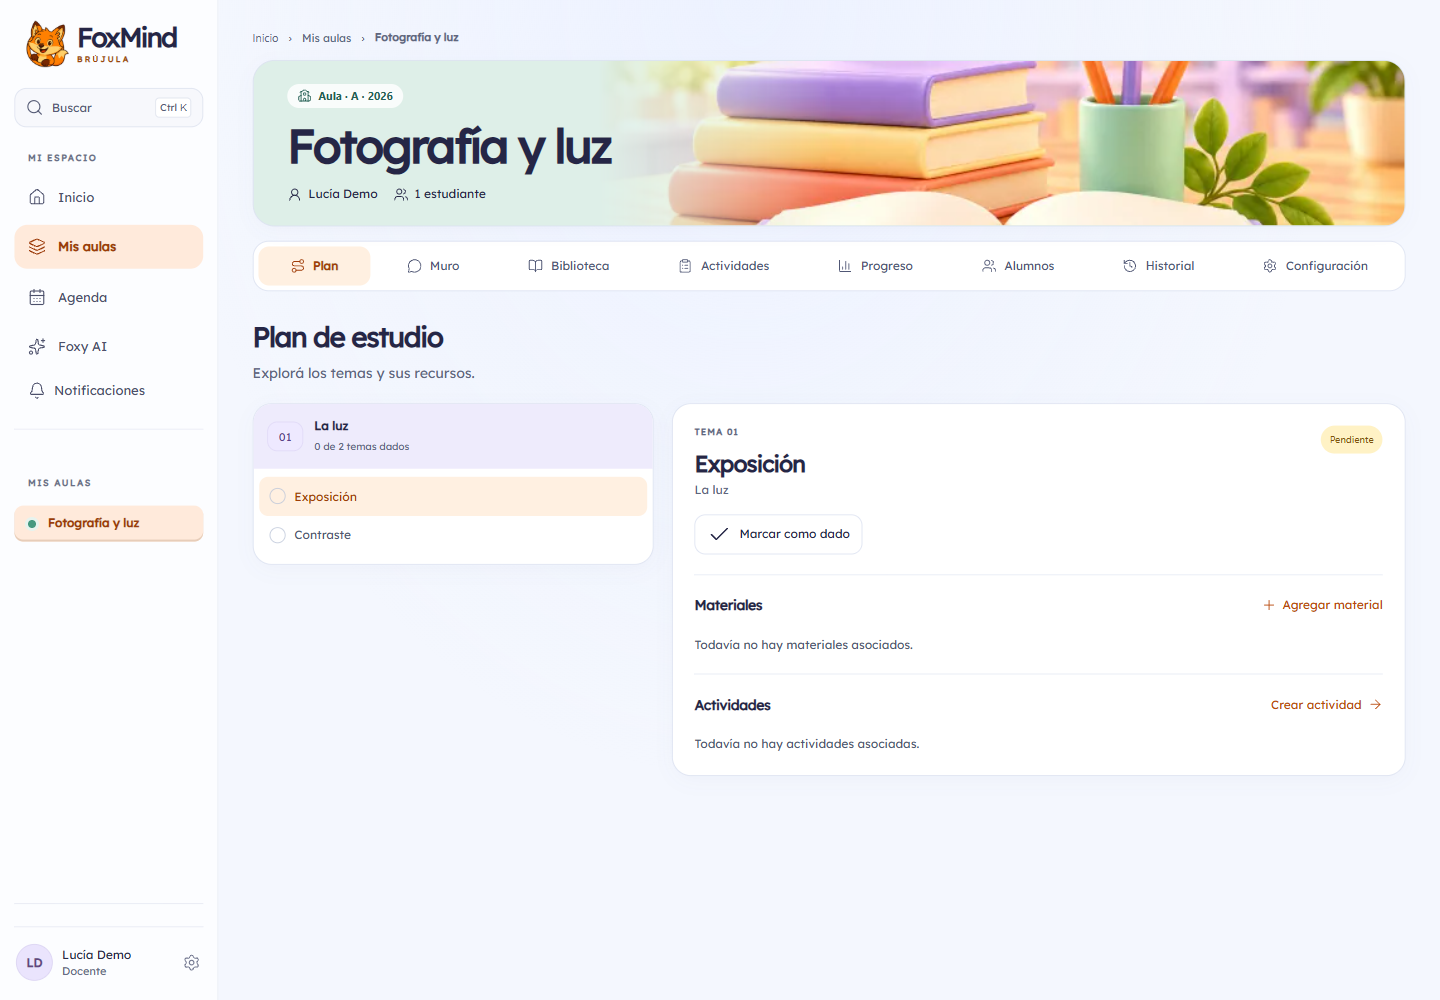 FoxMind
BRÚJULA
Buscar
Ctrl K
MI ESPACIO
Inicio
Mis aulas
Agenda
Foxy AI
Notificaciones
MIS AULAS
Fotografía y luz
LD
Lucía Demo
Docente
Inicio › Mis aulas › Fotografía y luz
Aula · A · 2026
Fotografía y luz
Lucía Demo 1 estudiante
Plan Muro Biblioteca Actividades Progreso Alumnos Historial Configuración
Plan de estudio
Explorá los temas y sus recursos.
01
La luz
0 de 2 temas dados
Exposición
Contraste
TEMA 01
Pendiente
Exposición
La luz
Marcar como dado
Materiales
Agregar material
Todavía no hay materiales asociados.
Actividades
Crear actividad
Todavía no hay actividades asociadas.